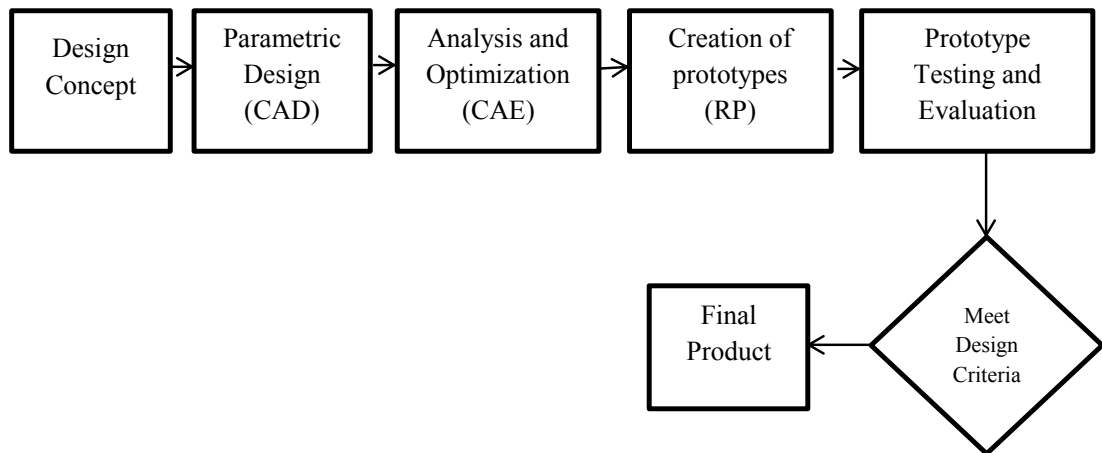 Design
Concept
Parametric
Design
(CAD)
Analysis and
Optimization
(CAE)
Creation of
prototypes
(RP)
Prototype
Testing and
Evaluation
Meet
Design
Criteria
Final
Product